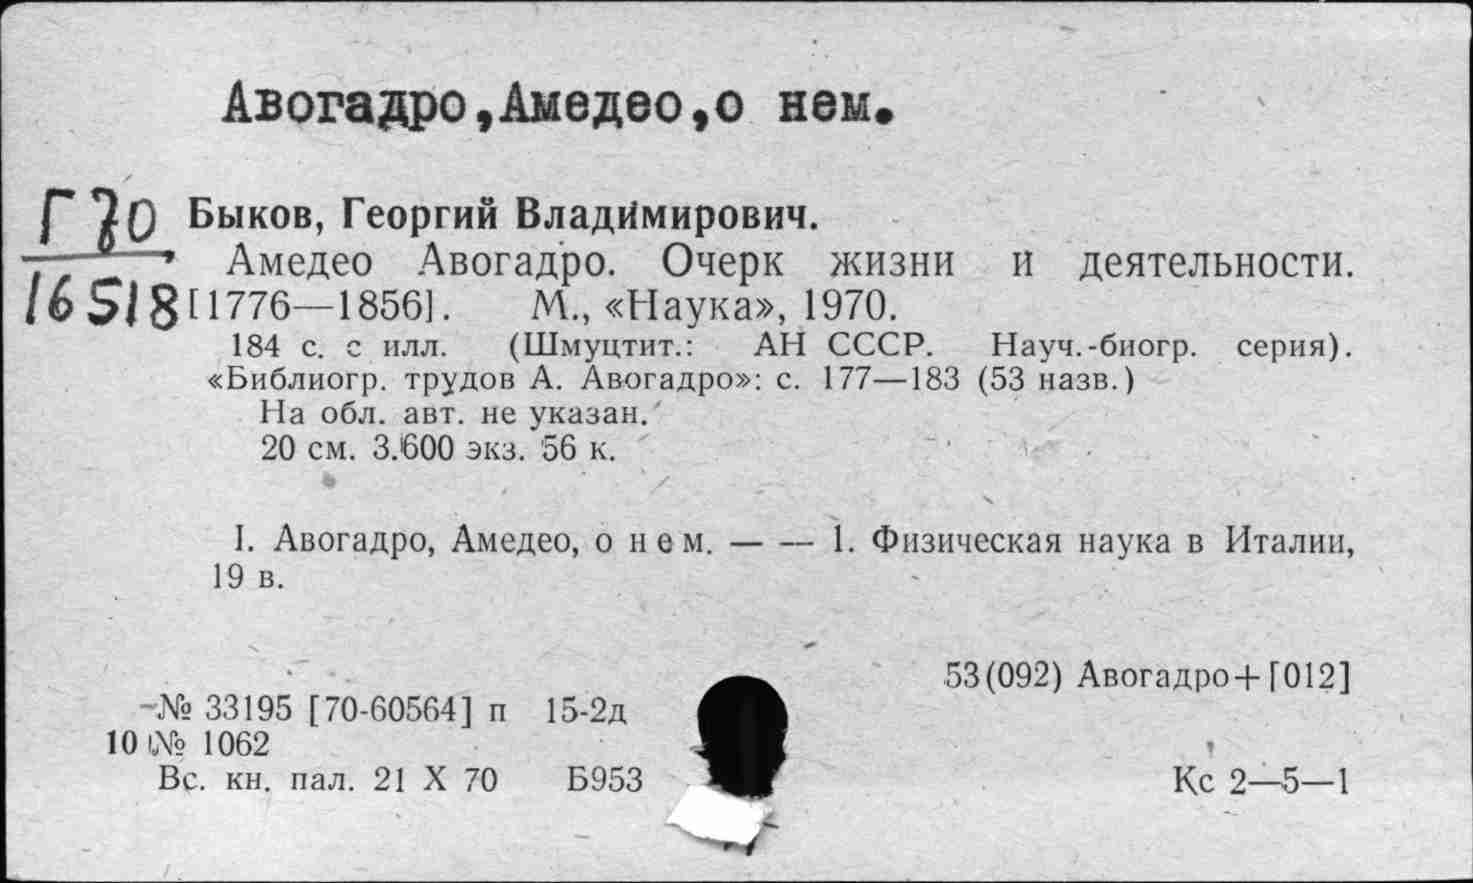 Авогадро,Амедео,о нем.
Г70
16518
Быков, Георгий Владимирович.
Амедео Авогадро. Очерк жизни и деятельности.
[1776—1856]. М., «Наука», 1970.
184 с. с илл. (Шмуцтит.: АН СССР. Науч.-биогр. серия).
«Библиогр. трудов А. Авогадро»: с. 177—183 (53 назв.)
На обл. авт. не указан.
20 см. 3.600 экз. 56 к.
I. Авогадро, Амедео, о нем. — — 1. Физическая наука в Италии,
19 в.
53(092) Авогадро+[012]
№ 33195 [70-60564] п 15-2д
10 № 1062
Вс. кн. пал. 21 X 70 Б953
Кс 2—5—1